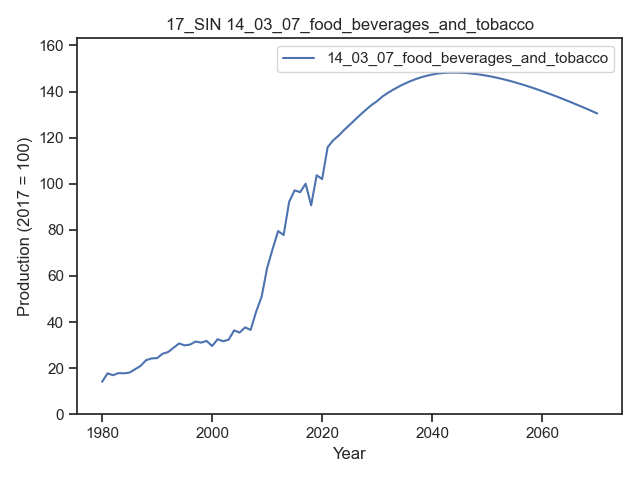 17_SIN 14_03_07_food_beverages_and_tobacco
14_03_07_food_beverages_and_tobacco
Production (2017 = 100)
160
140
120
100
80
60
40
20
0
1980 2000 2020 2040 2060
Year